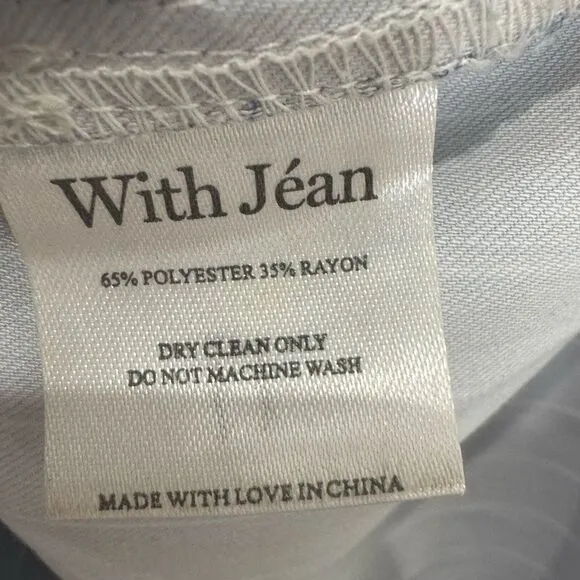 With Jéan
65% POLYESTER 35% RAYON
DRY CLEAN ONLY
DO NOT MACHINE WASH
MADE WITH LOVE IN CHINA